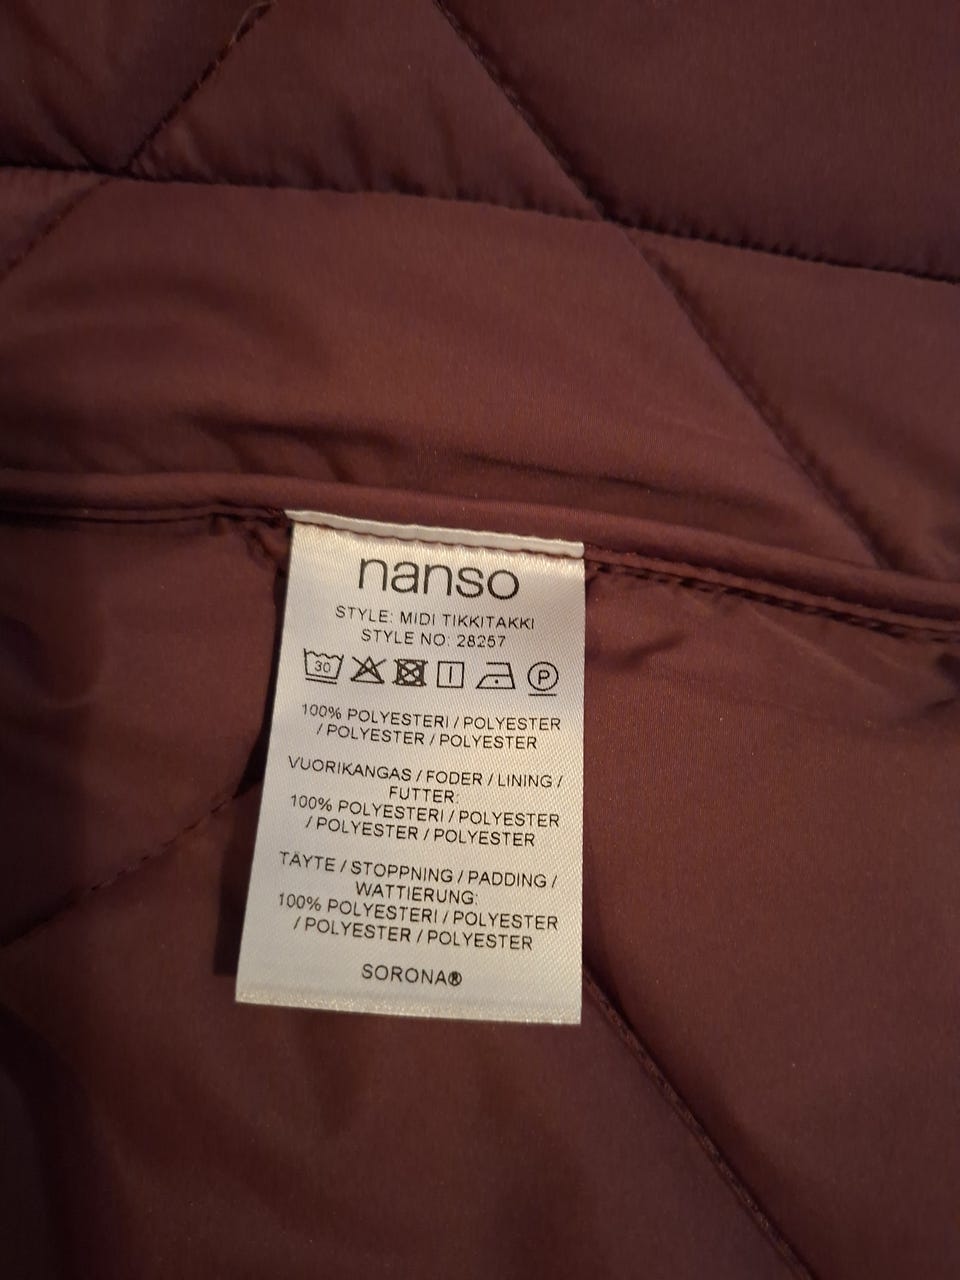 nanso
STYLE: MIDI TIKKITAKKI
STYLE NO: 28257
30 P
100% POLYESTERI / POLYESTER
/ POLYESTER / POLYESTER
VUORIKANGAS / FODER / LINING /
FUTTER:
100% POLYESTERI / POLYESTER
/ POLYESTER / POLYESTER
TÄYTE / STOPPNING / PADDING /
WATTIERUNG:
100% POLYESTERI / POLYESTER
/ POLYESTER / POLYESTER
SORONA®